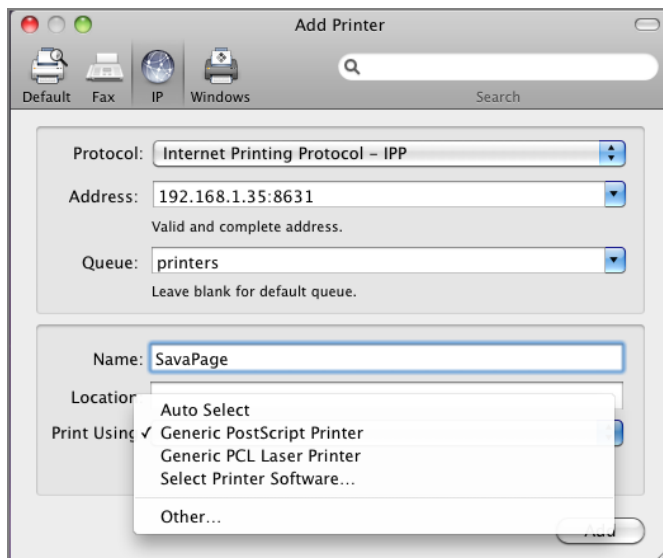 Add Printer
Default Fax IP Windows Search
Protocol: Internet Printing Protocol – IPP
Address: 192.168.1.35:8631
Valid and complete address.
Queue: printers
Leave blank for default queue.
Name: SavaPage
Location
Auto Select
Print Using ✓ Generic PostScript Printer
Generic PCL Laser Printer
Select Printer Software...
Other...
Add